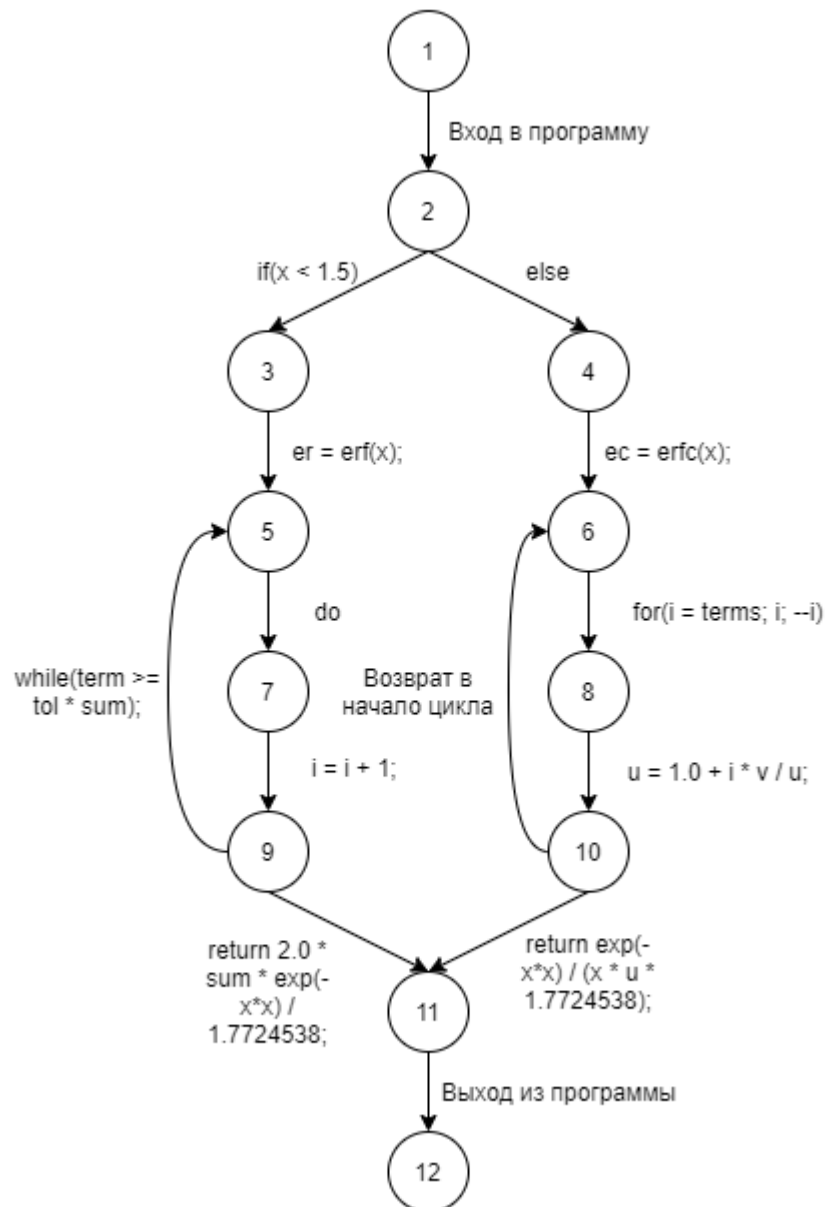 1
Вход в программу
2
if(x < 1.5)
else
3
4
er = erf(x);
ec = erfc(x);
5
6
do
for(i = terms; i; --i)
while(term >=
tol * sum);
7
Возврат в
начало цикла
8
i = i + 1;
u = 1.0 + i * v / u;
9
10
return 2.0 *
sum * exp(-
x*x) /
1.7724538;
return exp(-
x*x) / (x * u *
1.7724538);
11
Выход из программы
12